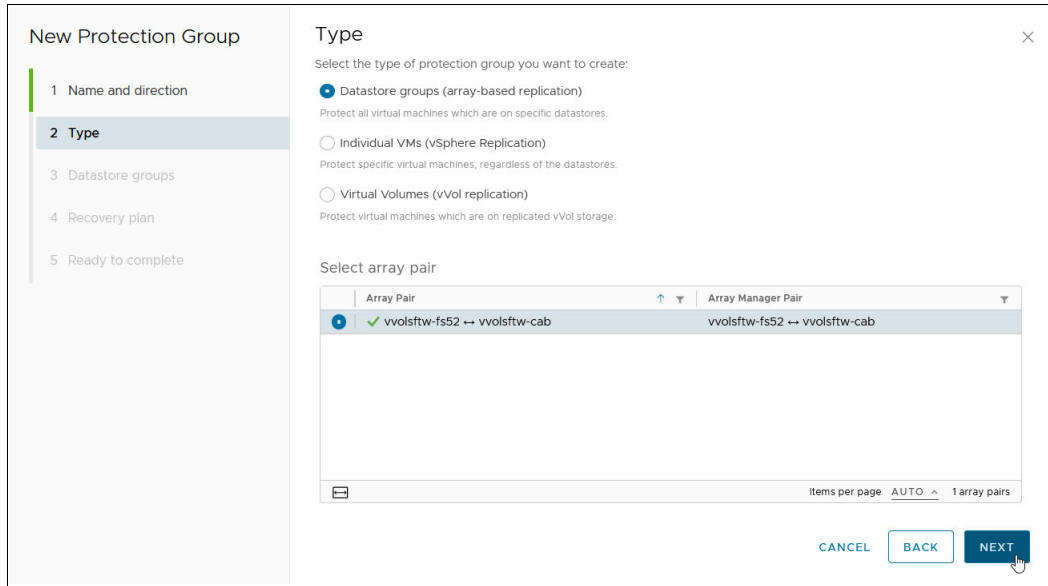 New Protection Group
1 Name and direction
2 Type
3 Datastore groups
4 Recovery plan
5 Ready to complete
Type
Select the type of protection group you want to create:
Datastore groups (array-based replication)
Protect all virtual machines which are on specific datastores.
Individual VMs (vSphere Replication)
Protect specific virtual machines, regardless of the datastores.
Virtual Volumes (vVol replication)
Protect virtual machines which are on replicated vVol storage.
Select array pair
Array Pair Array Manager Pair
vvolsftw-fs52 ↔ vvolsftw-cab vvolsftw-fs52 ↔ vvolsftw-cab
Items per page AUTO 1 array pairs
CANCEL BACK NEXT